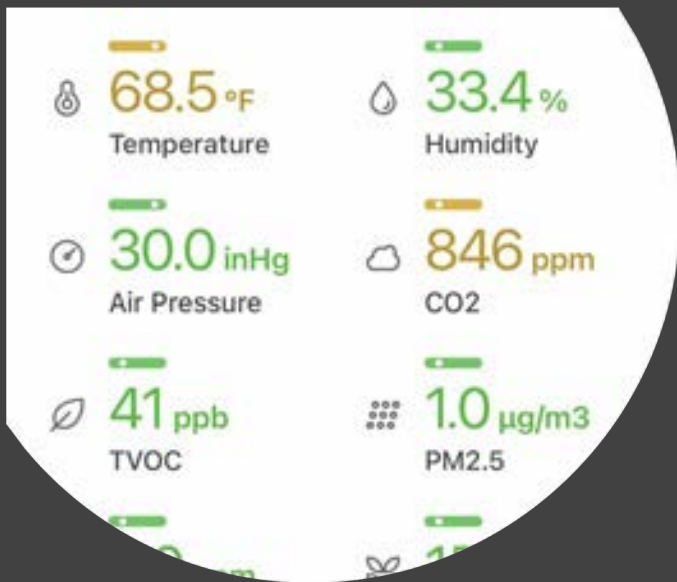 68.5 °F
33.4 %
Temperature
Humidity
30.0 inHg
846 ppm
Air Pressure
CO2
41 ppb
1.0 µg/m3
TVOC
PM2.5